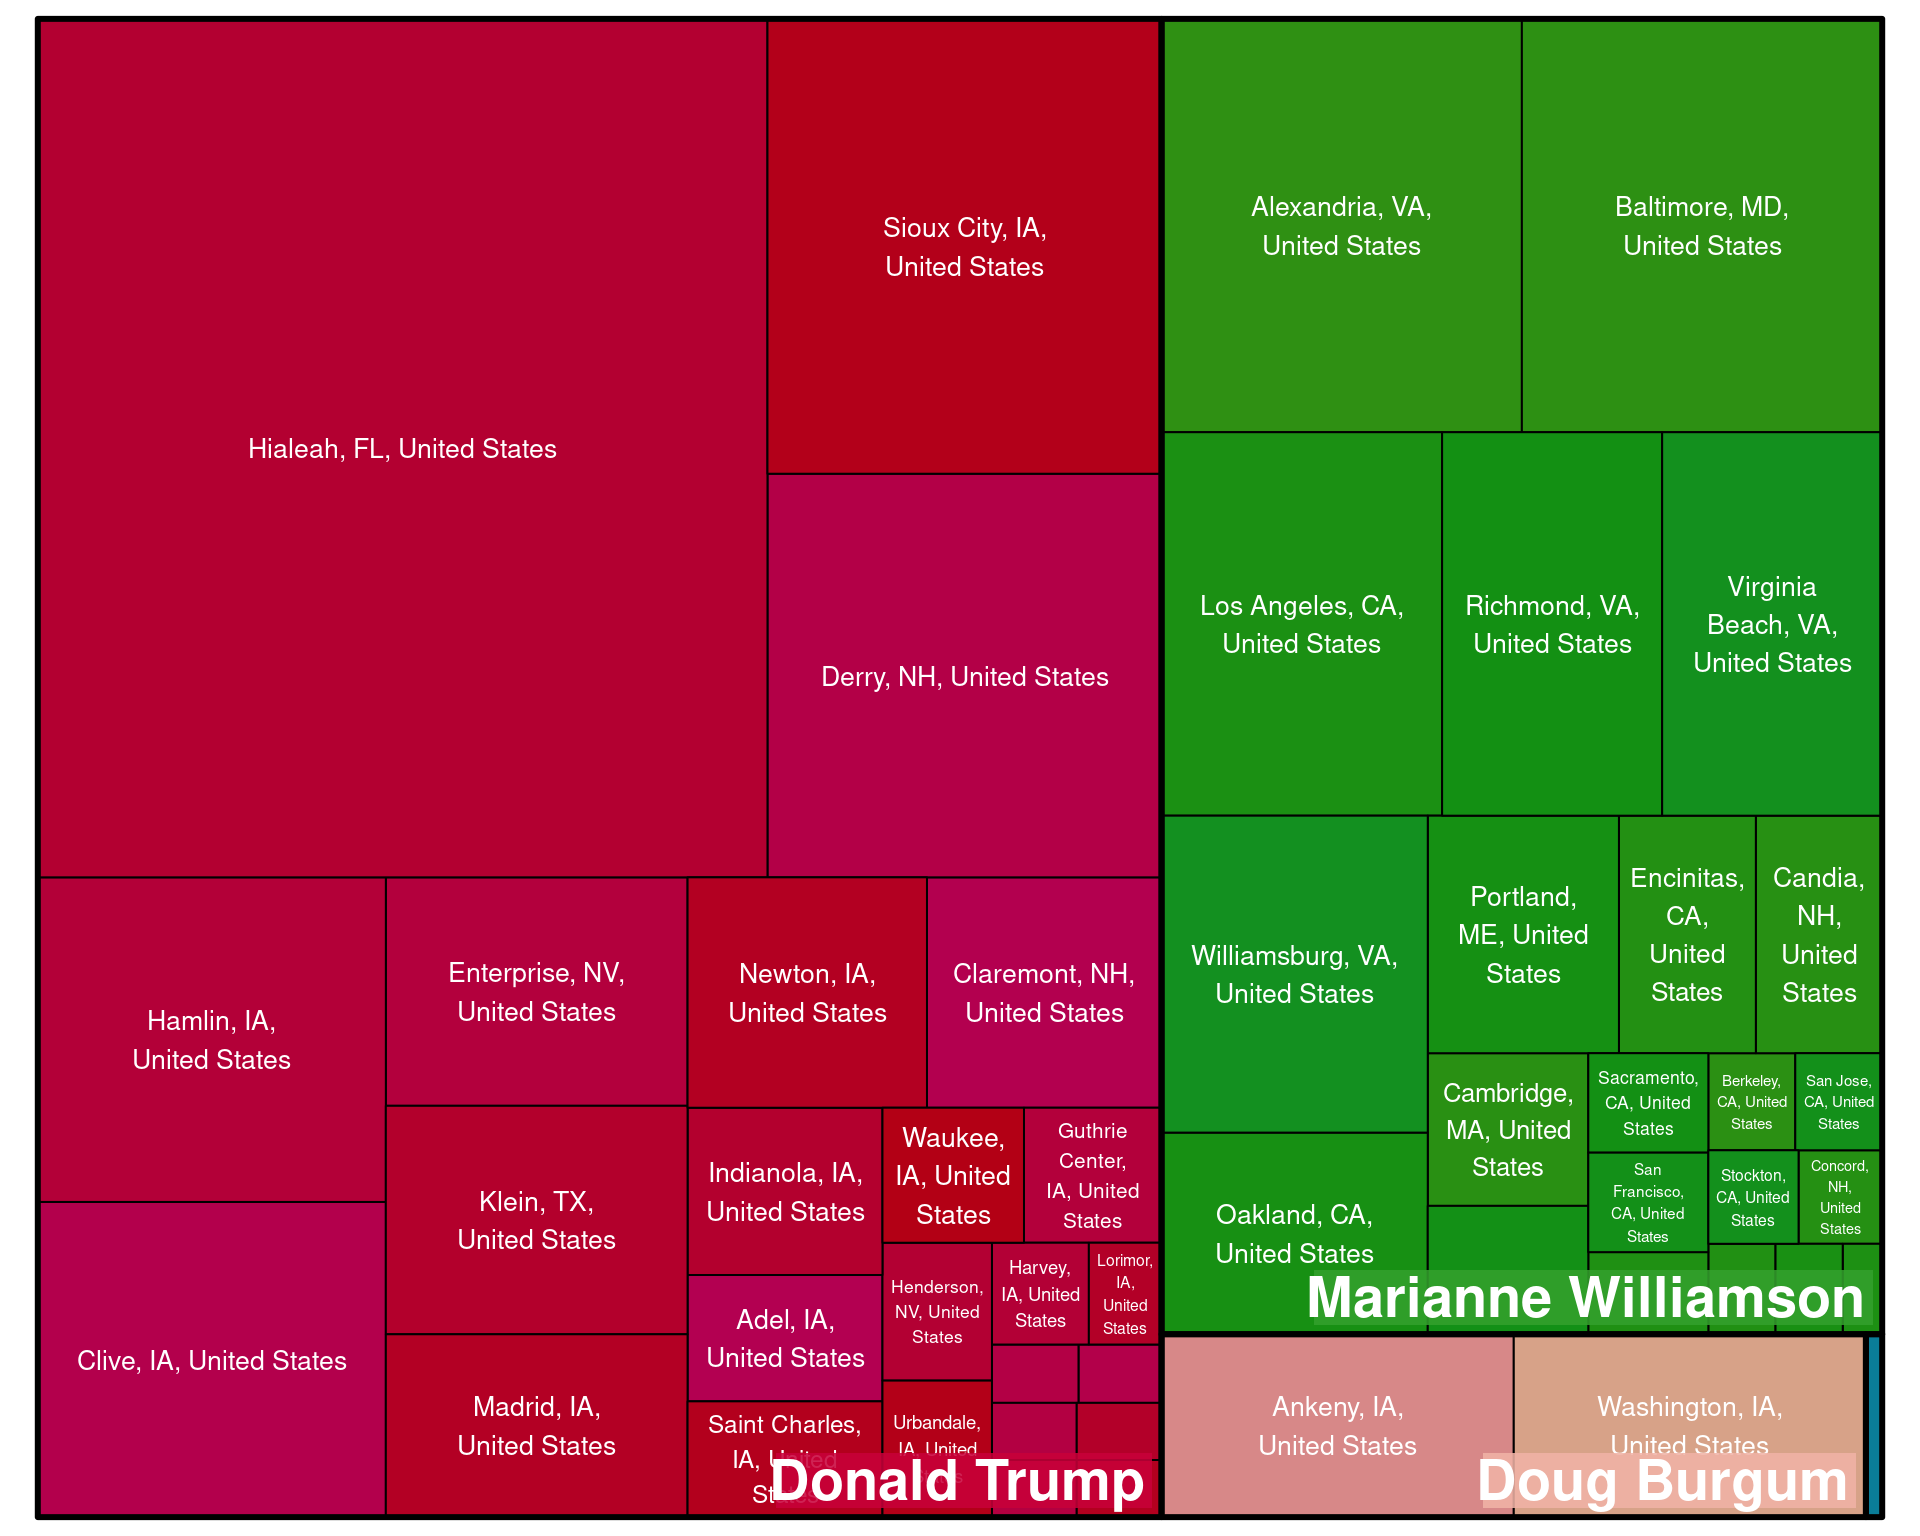 Hialeah, FL, United States
Sioux City, IA,
United States
Derry, NH, United States
Hamlin, IA,
United States
Clive, IA, United States
Enterprise, NV,
United States
Klein, TX,
United States
Madrid, IA,
United States
Newton, IA,
United States
Claremont, NH,
United States
Indianola, IA,
United States
Adel, IA,
United States
Saint Charles,
IA, United
States
Waukee,
IA, United
States
Guthrie
Center,
IA, United
States
Henderson,
NV, United
States
Harvey,
IA, United
States
Lorimor,
IA,
United
States
Urbandale,
IA, United
Donald Trump
Alexandria, VA,
United States
Baltimore, MD,
United States
Los Angeles, CA,
United States
Richmond, VA,
United States
Virginia
Beach, VA,
United States
Williamsburg, VA,
United States
Oakland, CA,
United States
Portland,
ME, United
States
Encinitas,
CA,
United
States
Candia,
NH,
United
States
Cambridge,
MA, United
States
Sacramento,
CA, United
States
Berkeley,
CA, United
States
San Jose,
CA, United
States
San
Francisco,
CA, United
States
Stockton,
CA, United
States
Concord,
NH,
United
States
Marianne Williamson
Ankeny, IA,
United States
Washington, IA,
United States
Doug Burgum